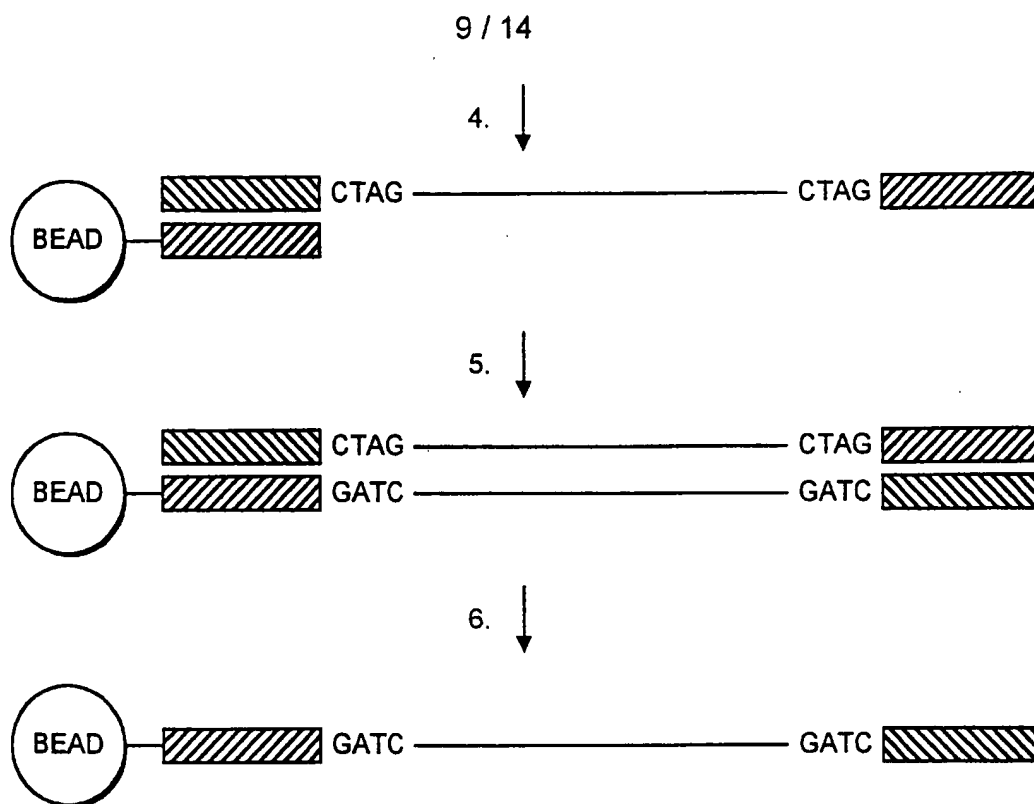 9 / 14
4.
CTAG CTAG
BEAD
5.
CTAG CTAG
BEAD GATC GATC
6.
BEAD GATC GATC